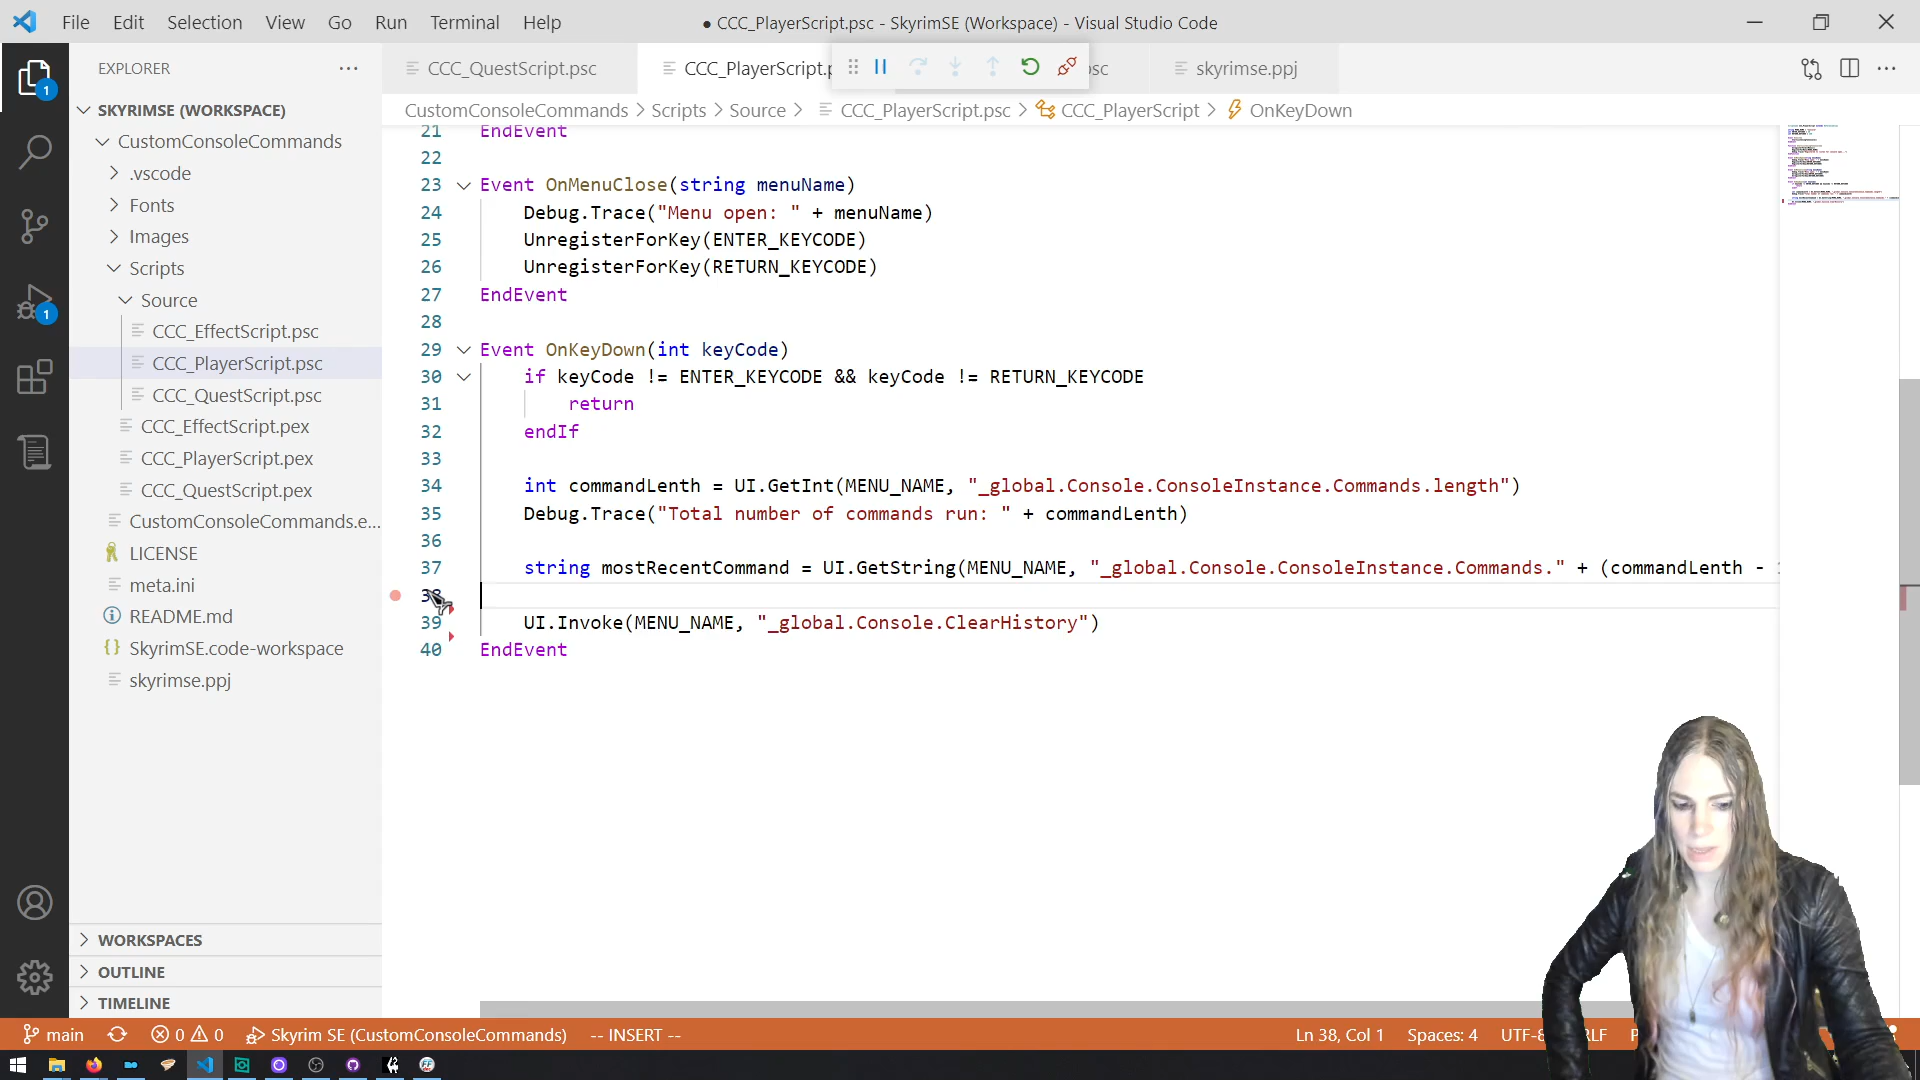 File Edit Selection View Go Run Terminal Help
● CCC_PlayerScript.psc - SkyrimSE (Workspace) - Visual Studio Code
EXPLORER
SKYRIMSE (WORKSPACE)
CustomConsoleCommands
.vscode
Fonts
Images
Scripts
Source
CCC_EffectScript.psc
CCC_PlayerScript.psc
CCC_QuestScript.psc
CCC_EffectScript.pex
CCC_PlayerScript.pex
CCC_QuestScript.pex
CustomConsoleCommands.e...
LICENSE
meta.ini
README.md
SkyrimSE.code-workspace
skyrimse.ppj
WORKSPACES
OUTLINE
TIMELINE
1
1
CCC_QuestScript.psc CCC_PlayerScript.p sc skyrimse.ppj
CustomConsoleCommands > Scripts > Source > CCC_PlayerScript.psc > CCC_PlayerScript > OnKeyDown
21 EndEvent
22
23 Event OnMenuClose(string menuName)
24 Debug.Trace("Menu open: " + menuName)
25 UnregisterForKey(ENTER_KEYCODE)
26 UnregisterForKey(RETURN_KEYCODE)
27 EndEvent
28
29 Event OnKeyDown(int keyCode)
30 if keyCode != ENTER_KEYCODE && keyCode != RETURN_KEYCODE
31 return
32 endIf
33
34 int commandLenth = UI.GetInt(MENU_NAME, "_global.Console.ConsoleInstance.Commands.length")
35 Debug.Trace("Total number of commands run: " + commandLenth)
36
37 string mostRecentCommand = UI.GetString(MENU_NAME, "_global.Console.ConsoleInstance.Commands." + (commandLenth -
38
39 UI.Invoke(MENU_NAME, "_global.Console.ClearHistory")
40 EndEvent
main 0 0 Skyrim SE (CustomConsoleCommands) -- INSERT -- Ln 38, Col 1 Spaces: 4 UTF-8 RLF P